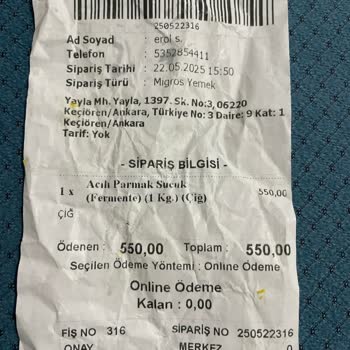 250522316
Ad Soyad : erol s.
Telefon : 5352854411
Sipariş Tarihi : 22.05.2025 15:50
Sipariş Türü : Migros Yemek
Yayla Mh. Yayla, 1397. Sk. No:3, 06220
Keçiören/Ankara, Türkiye No: 3 Daire: 9 Kat: 1
Keçiören/Ankara
Tarif: Yok
- SİPARİŞ BİLGİSİ -
1 x Acılı Parmak Sucuk 550,00
(Fermente) (1 Kg.) (Çiğ)
ÇİĞ
Ödenen : 550,00 Toplam : 550,00
Seçilen Ödeme Yöntemi : Online Ödeme
Online Ödeme
Kalan : 0,00
FİŞ NO 316 SİPARİŞ NO 250522316
ONAY MERKEZ 0